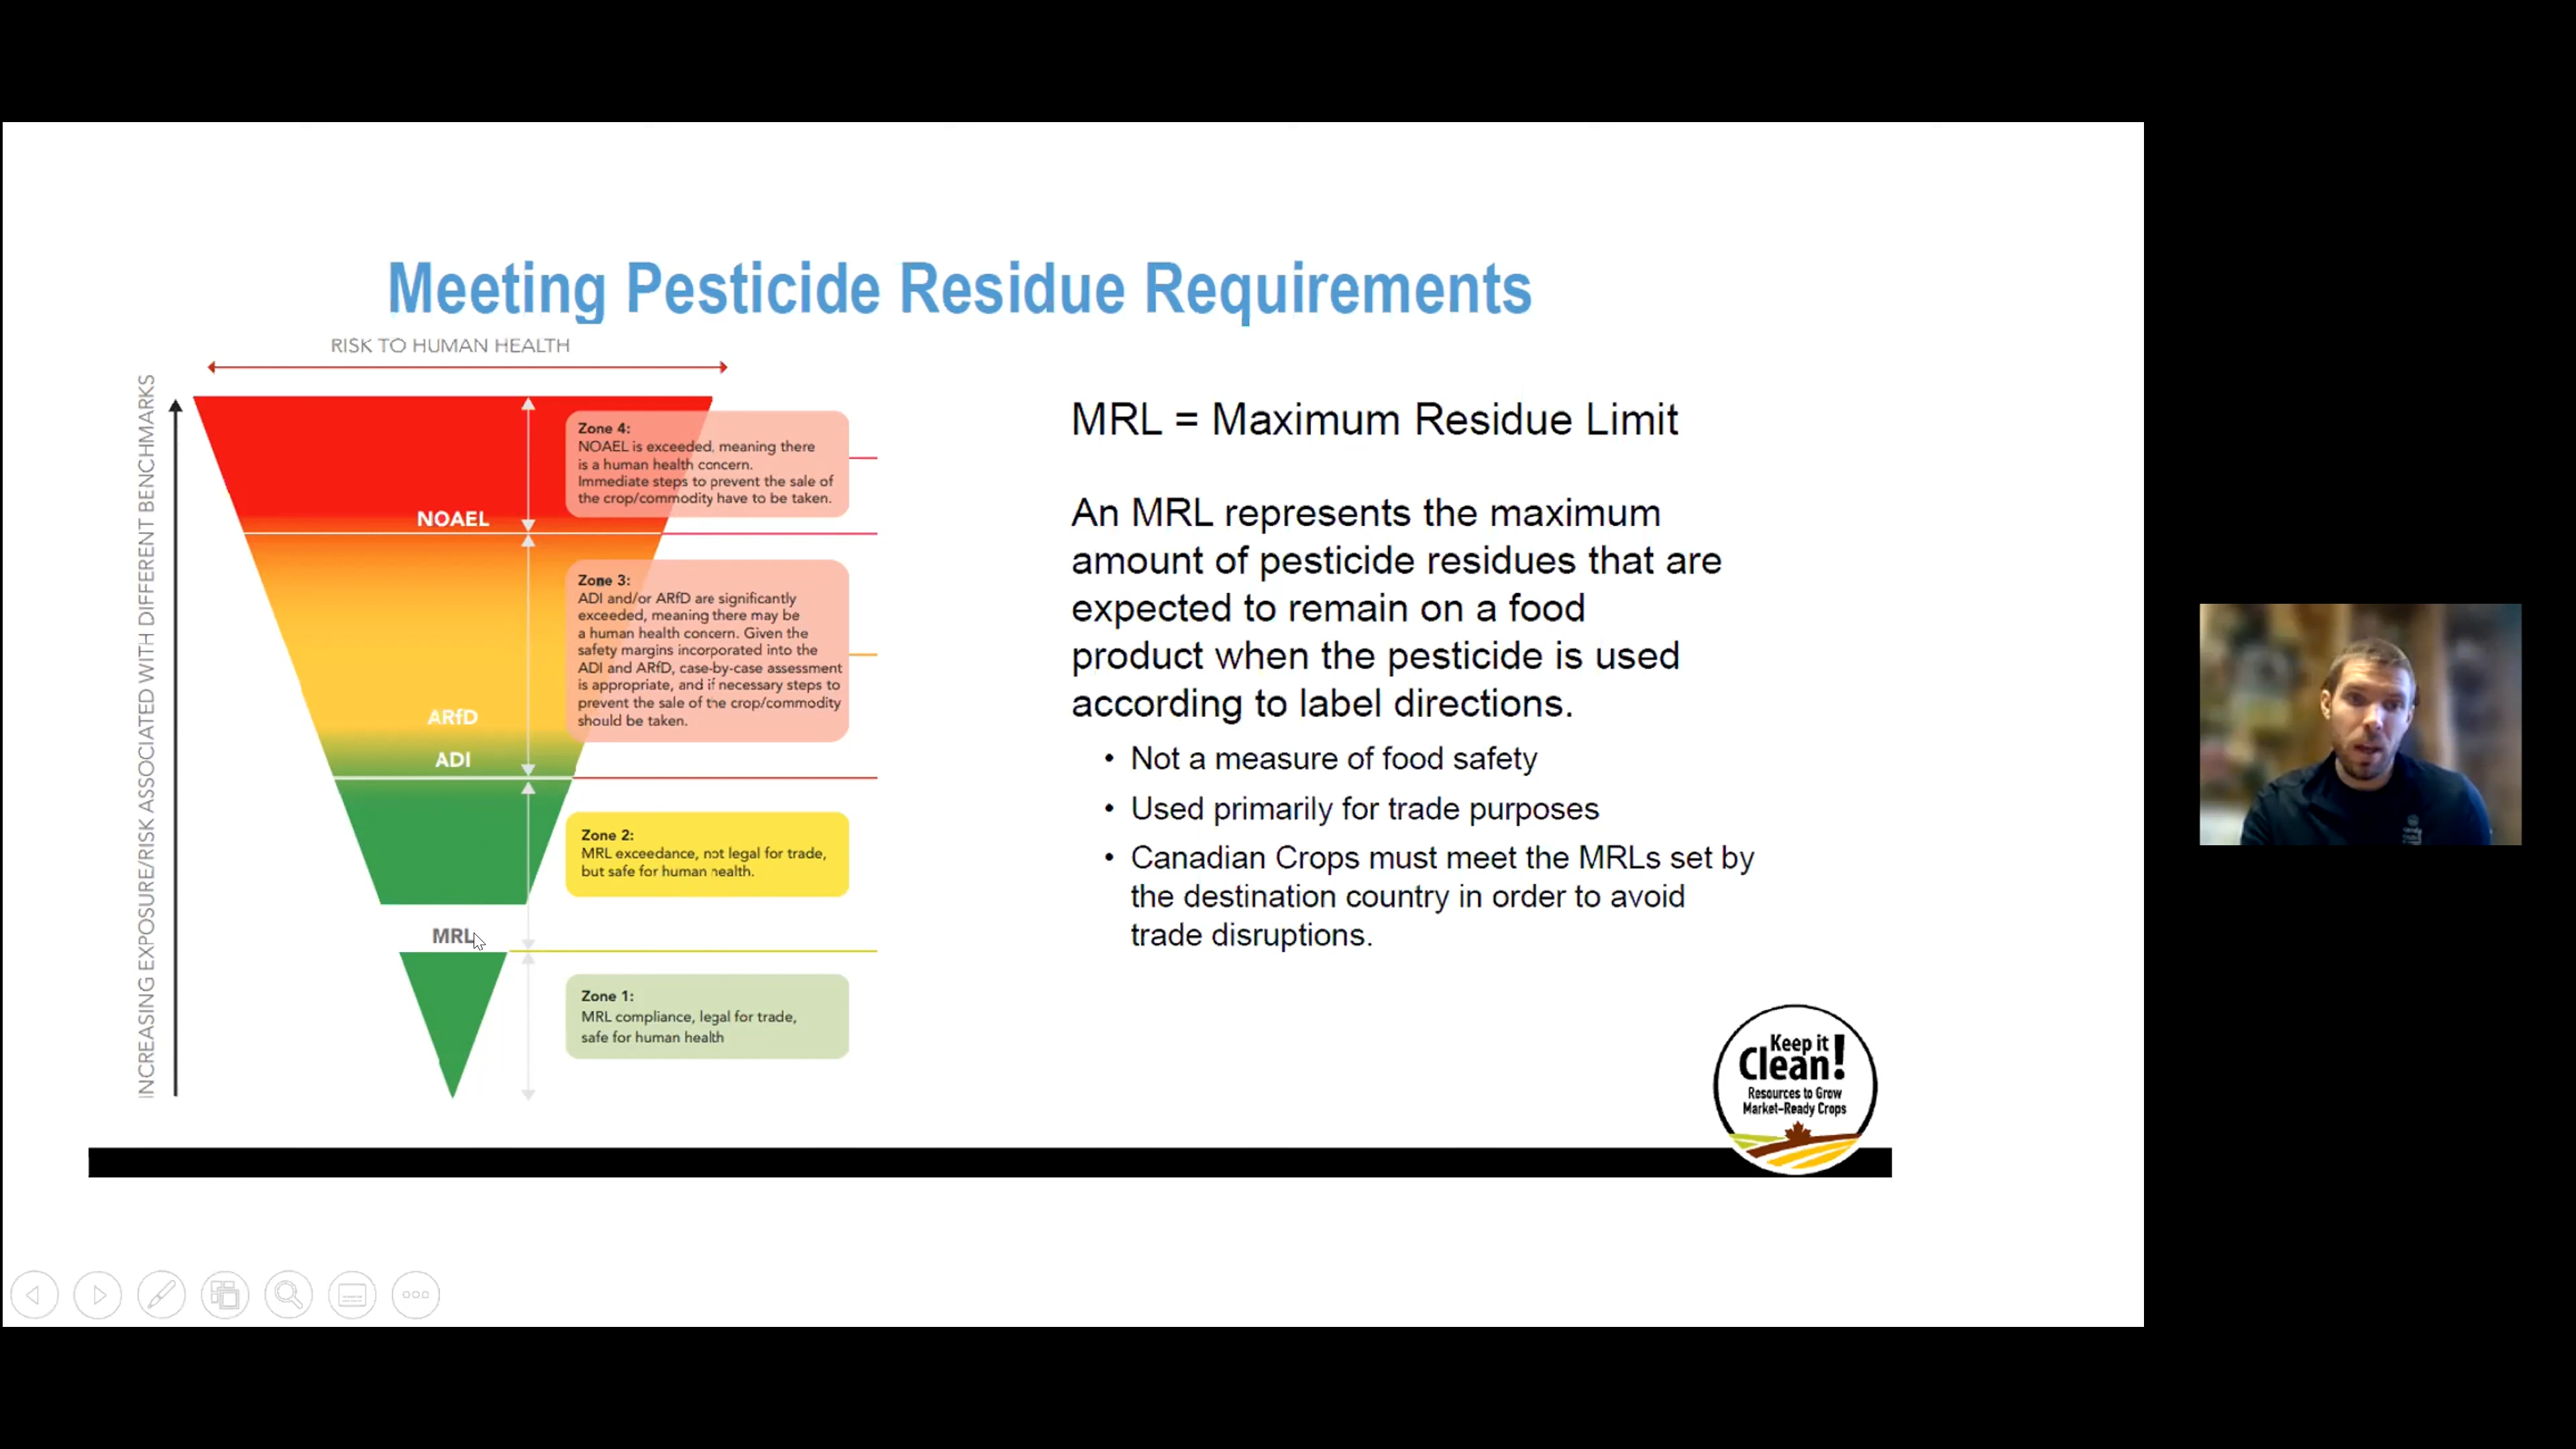 Meeting Pesticide Residue Requirements
RISK TO HUMAN HEALTH
INCREASING EXPOSURE/RISK ASSOCIATED WITH DIFFERENT BENCHMARKS
NOAEL
ARfD
ADI
MRL
Zone 4:
NOAEL is exceeded, meaning there
is a human health concern.
Immediate steps to prevent the sale of
the crop/commodity have to be taken.
Zone 3:
ADI and/or ARfD are significantly
exceeded, meaning there may be
a human health concern. Given the
safety margins incorporated into the
ADI and ARfD, case-by-case assessment
is appropriate, and if necessary steps to
prevent the sale of the crop/commodity
should be taken.
Zone 2:
MRL exceedance, not legal for trade,
but safe for human health.
Zone 1:
MRL compliance, legal for trade,
safe for human health
MRL = Maximum Residue Limit
An MRL represents the maximum
amount of pesticide residues that are
expected to remain on a food
product when the pesticide is used
according to label directions.
• Not a measure of food safety
• Used primarily for trade purposes
• Canadian Crops must meet the MRLs set by
the destination country in order to avoid
trade disruptions.
Keep it
Clean!
Resources to Grow
Market-Ready Crops